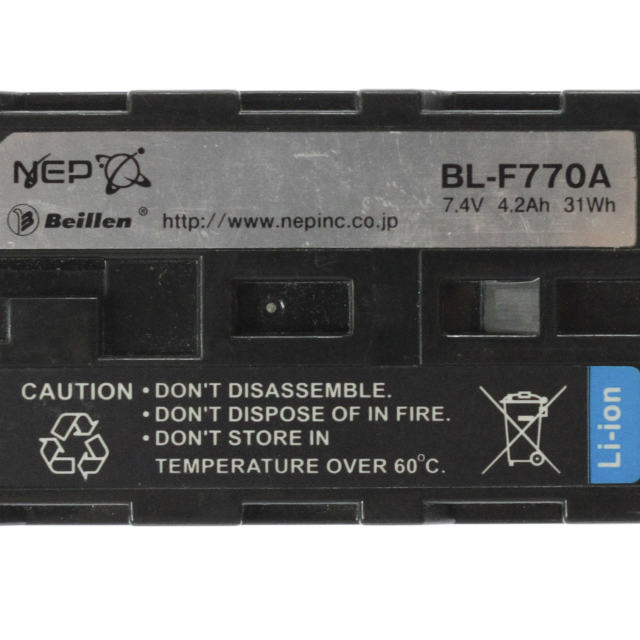 NEP
BL-F770A
7.4V 4.2Ah 31Wh
Beillen® http://www.nepinc.co.jp
CAUTION • DON'T DISASSEMBLE.
• DON'T DISPOSE OF IN FIRE.
• DON'T STORE IN
TEMPERATURE OVER 60°C.
Li-ion